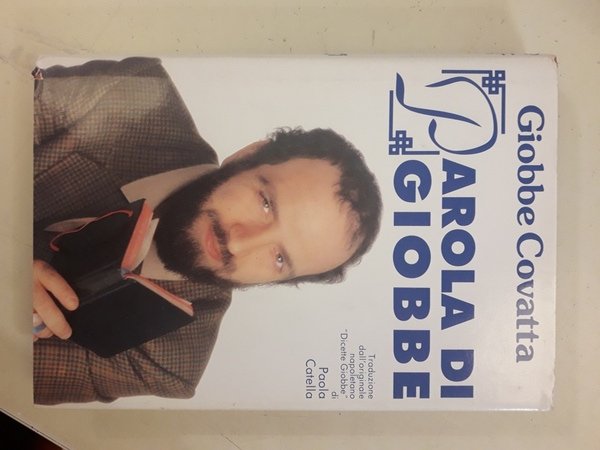 Giobbe Covatta
PAROLA DI
GIOBBE
Traduzione
dall'originale
napoletano
"Dicette Giobbe"
di
Paola
Catella